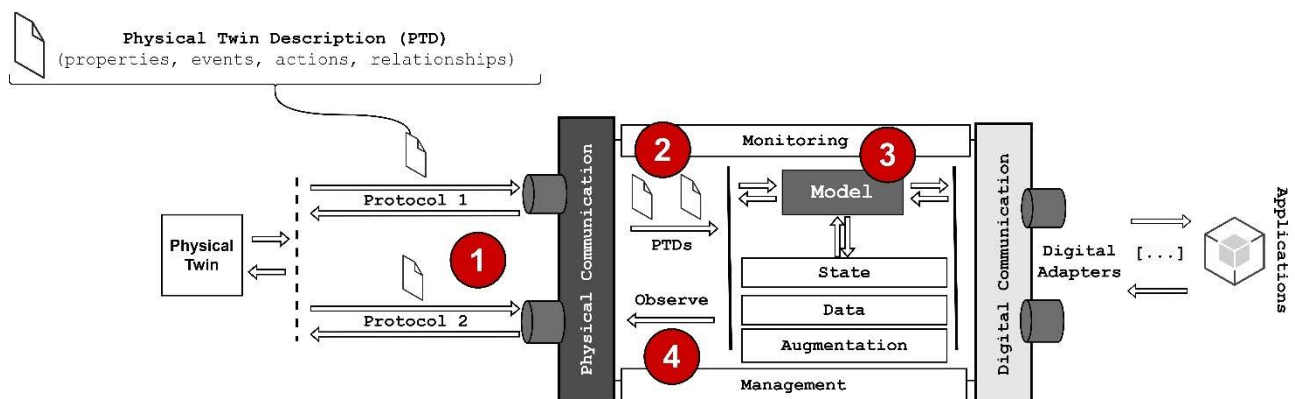 Physical Twin Description (PTD)
(properties, events, actions, relationships)
Monitoring
2
3
Physical Communication
Digital Communication
Applications
Protocol 1
Model
Physical
Twin
1
PTDs
State
Digital
Adapters
[...]
Observe
Data
Protocol 2
Augmentation
4
Management